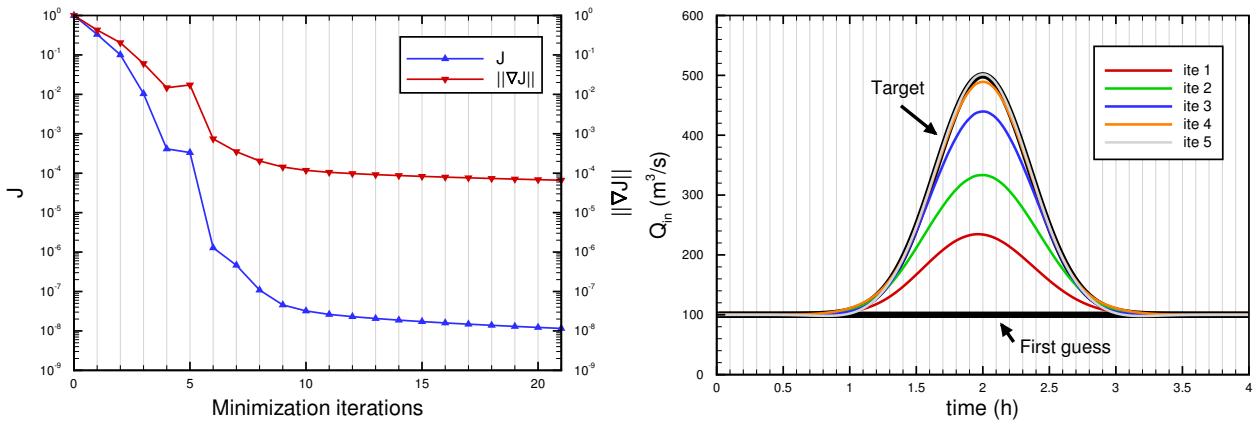 10^0
10^-1
10^-2
10^-3
10^-4
10^-5
10^-6
10^-7
10^-8
10^-9
J
0
5
10
15
20
Minimization iterations
10^0
10^-1
10^-2
10^-3
10^-4
10^-5
10^-6
10^-7
10^-8
10^-9
||∇J||
J
||∇J||
600
500
400
300
200
100
0
Q_in (m^3/s)
0
0.5
1
1.5
2
2.5
3
3.5
4
time (h)
Target
First guess
ite 1
ite 2
ite 3
ite 4
ite 5